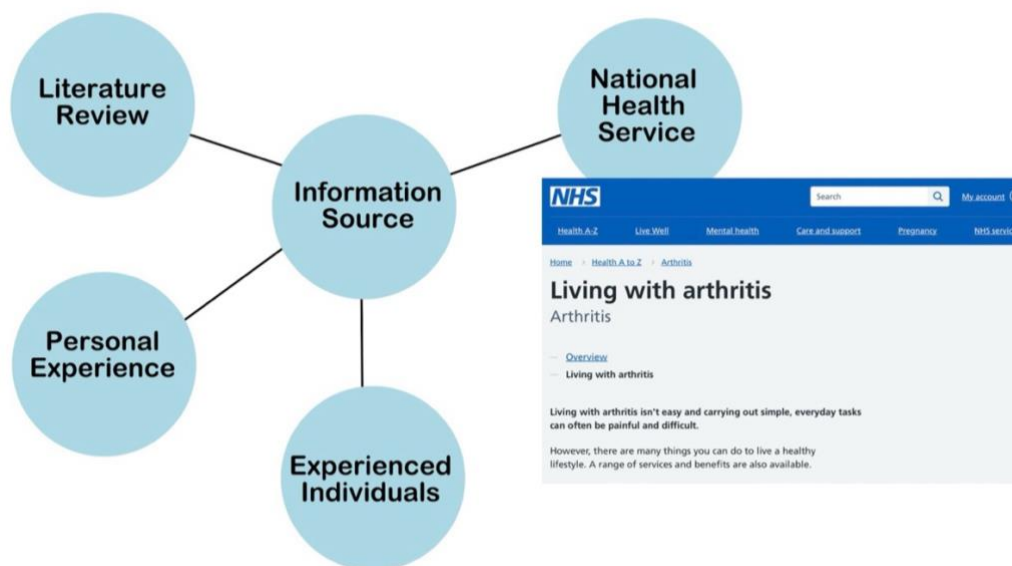 Literature
Review
National
Health
Service
Information
Source
Personal
Experience
Experienced
Individuals
NHS
Search
My account
Health A-Z
Live Well
Mental health
Care and support
Pregnancy
NHS servic
Home > Health A to Z > Arthritis
Living with arthritis
Arthritis
— Overview
— Living with arthritis
Living with arthritis isn't easy and carrying out simple, everyday tasks
can often be painful and difficult.
However, there are many things you can do to live a healthy
lifestyle. A range of services and benefits are also available.